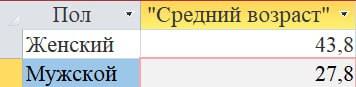 Пол "Средний возраст"
Женский 43,8
Мужской 27,8